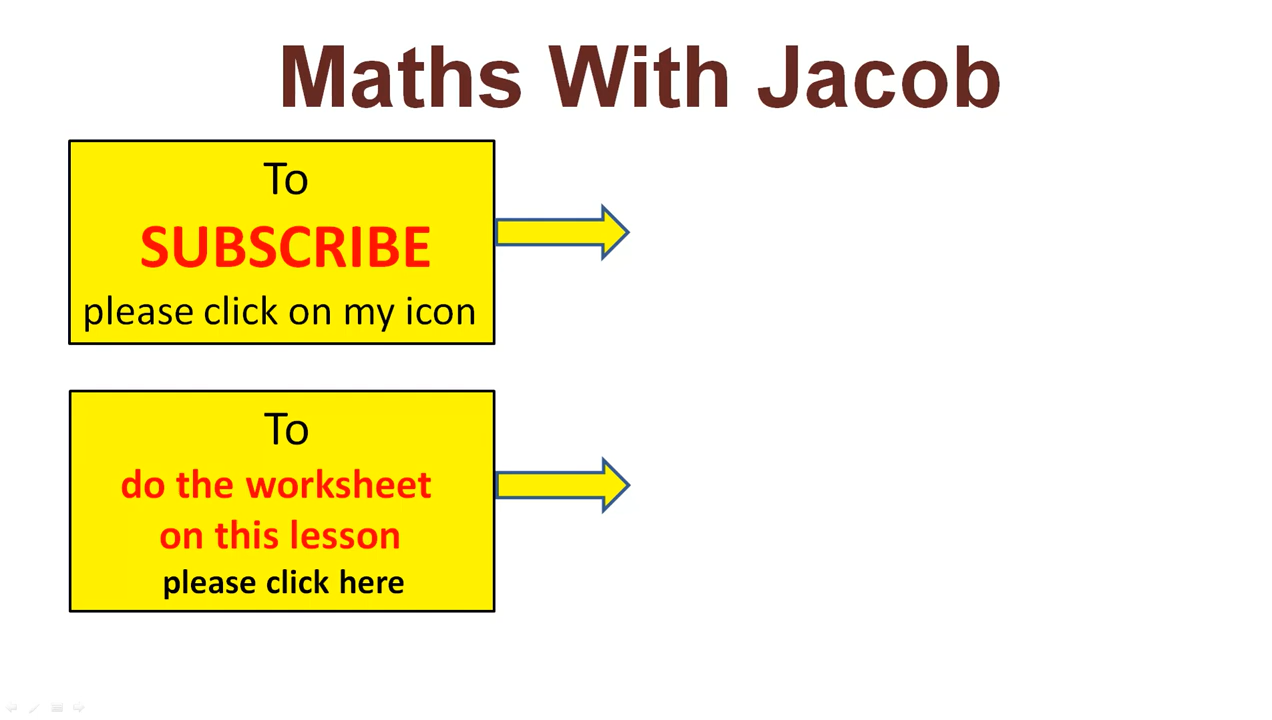 Maths With Jacob
To
SUBSCRIBE
please click on my icon
To
do the worksheet
on this lesson
please click here